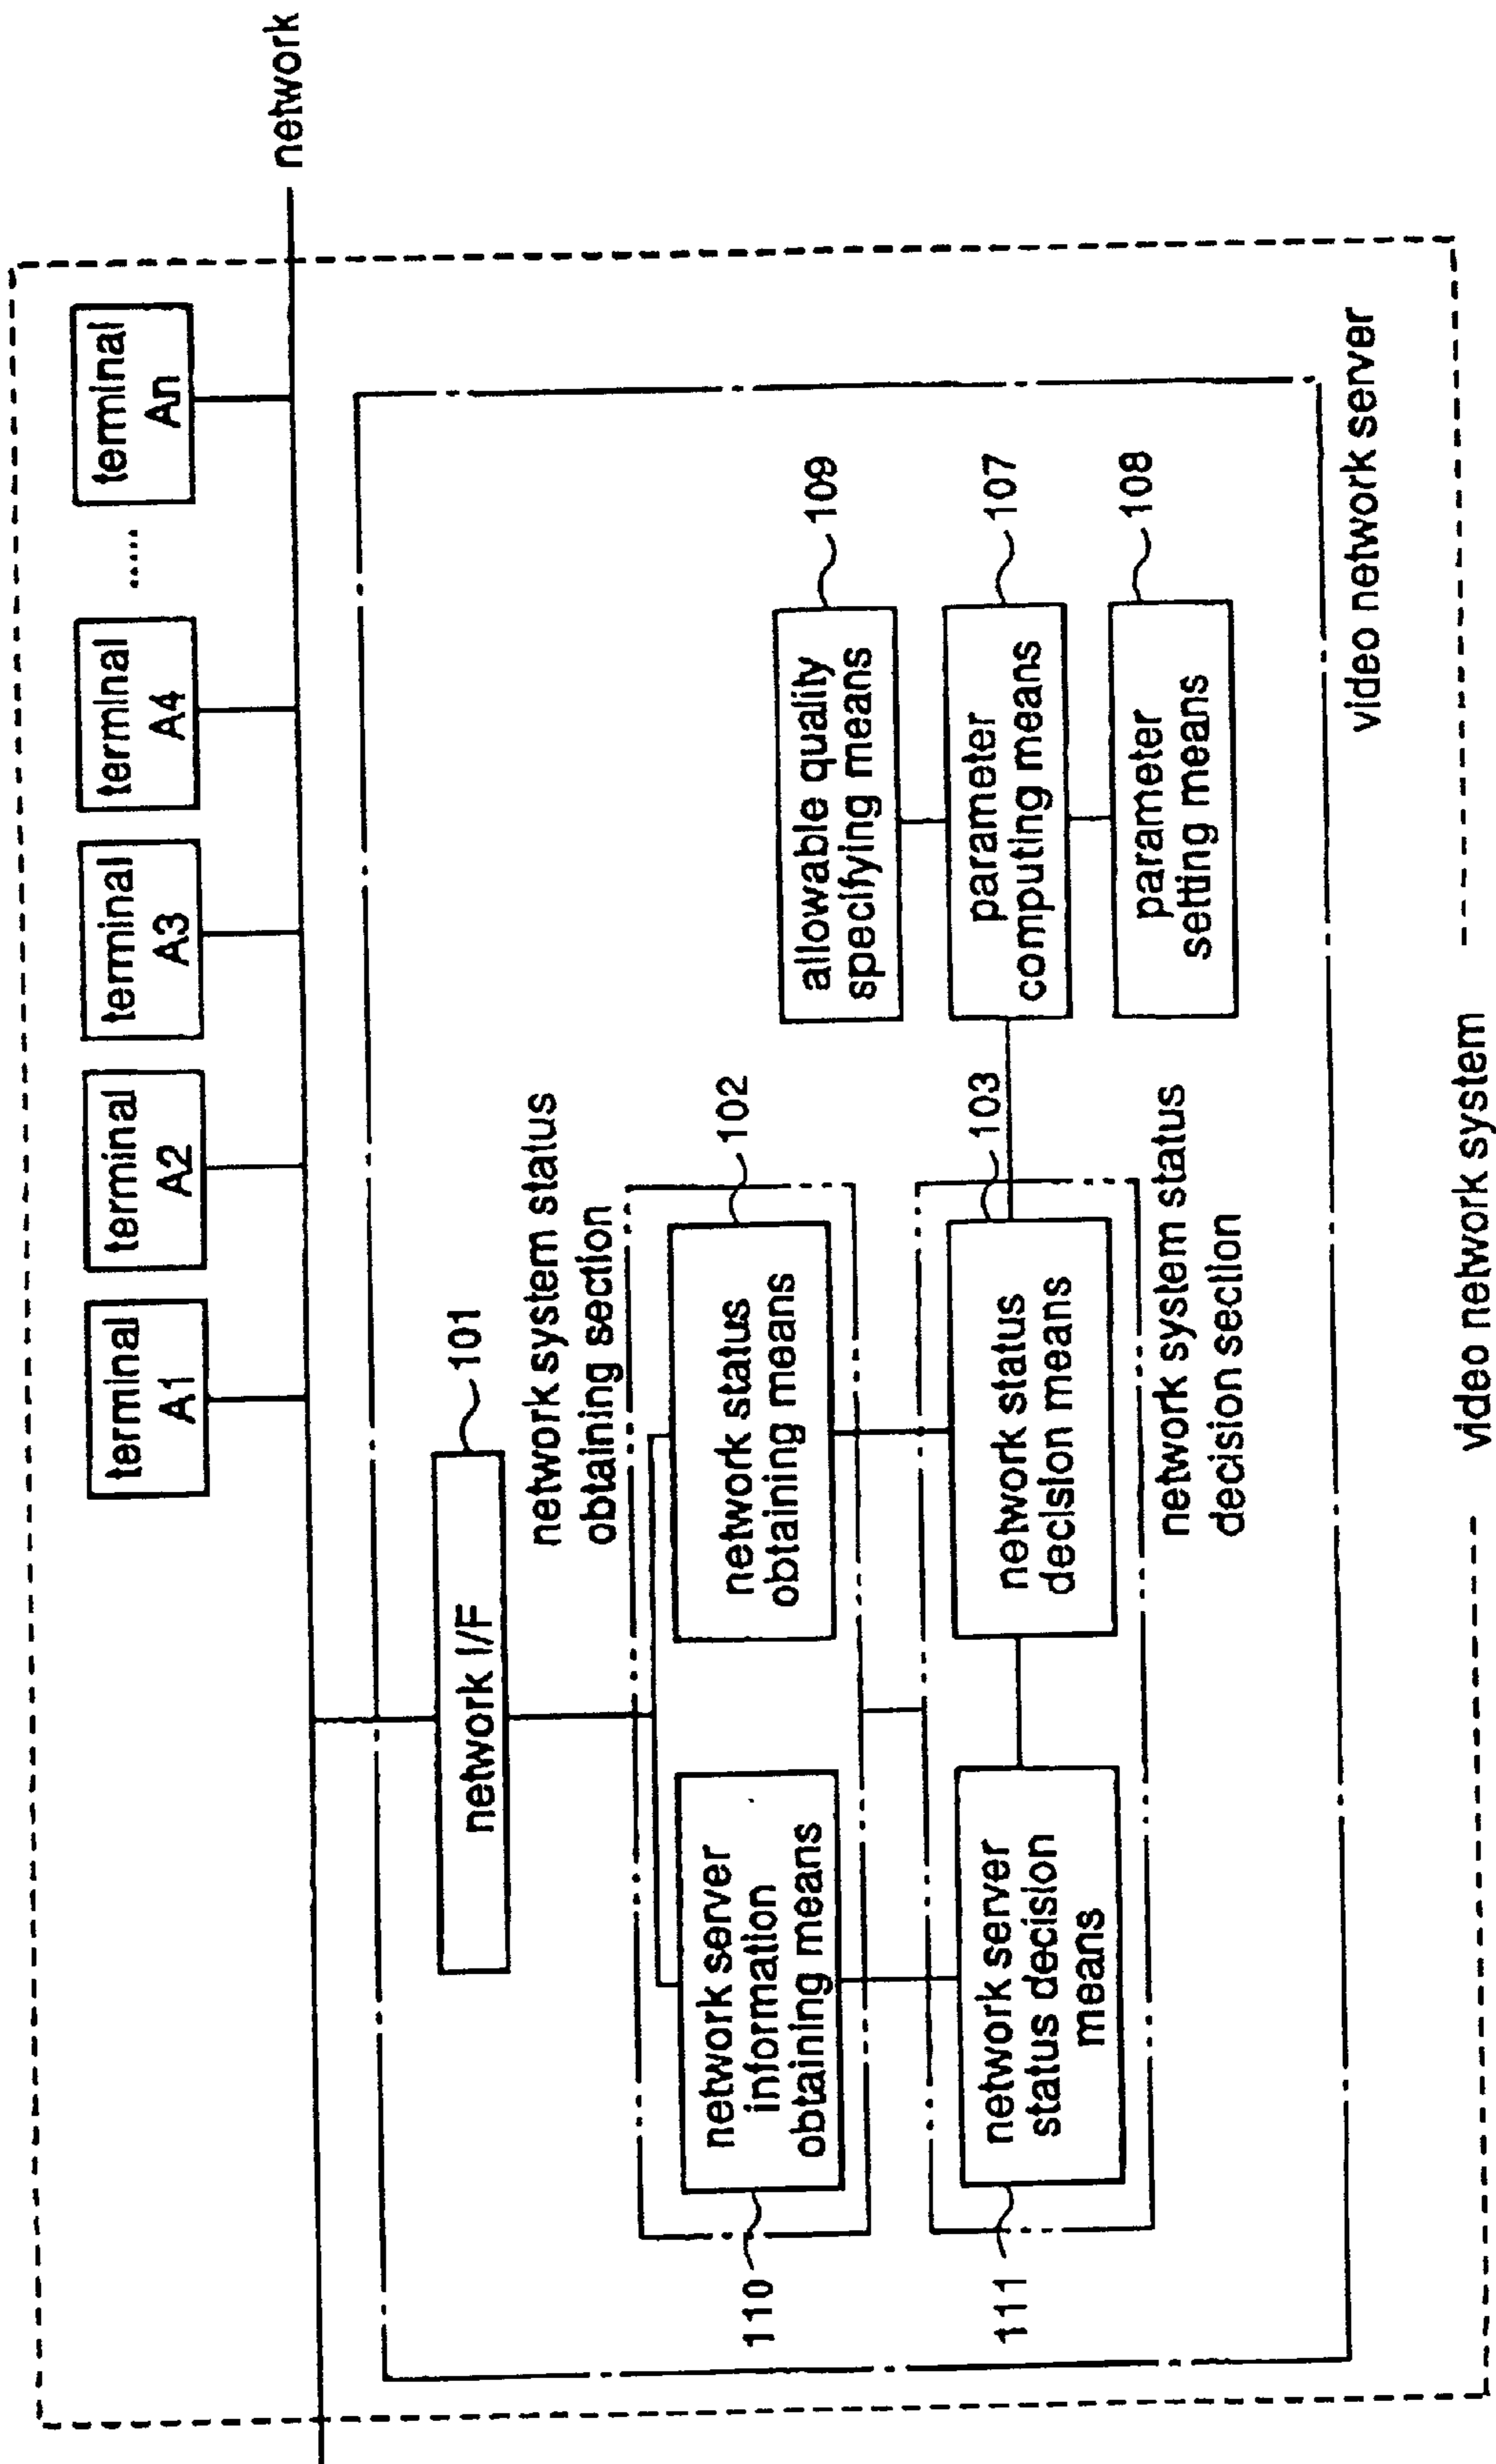 network
terminal
A1
terminal
A2
terminal
A3
terminal
A4
.....
terminal
An
network I/F
101
network system status
obtaining section
network server
information
obtaining means
110
network status
obtaining means
102
allowable quality
specifying means
109
network server
status decision
means
111
network status
decision means
103
parameter
computing means
107
parameter
setting means
108
network system status
decision section
video network server
video network system